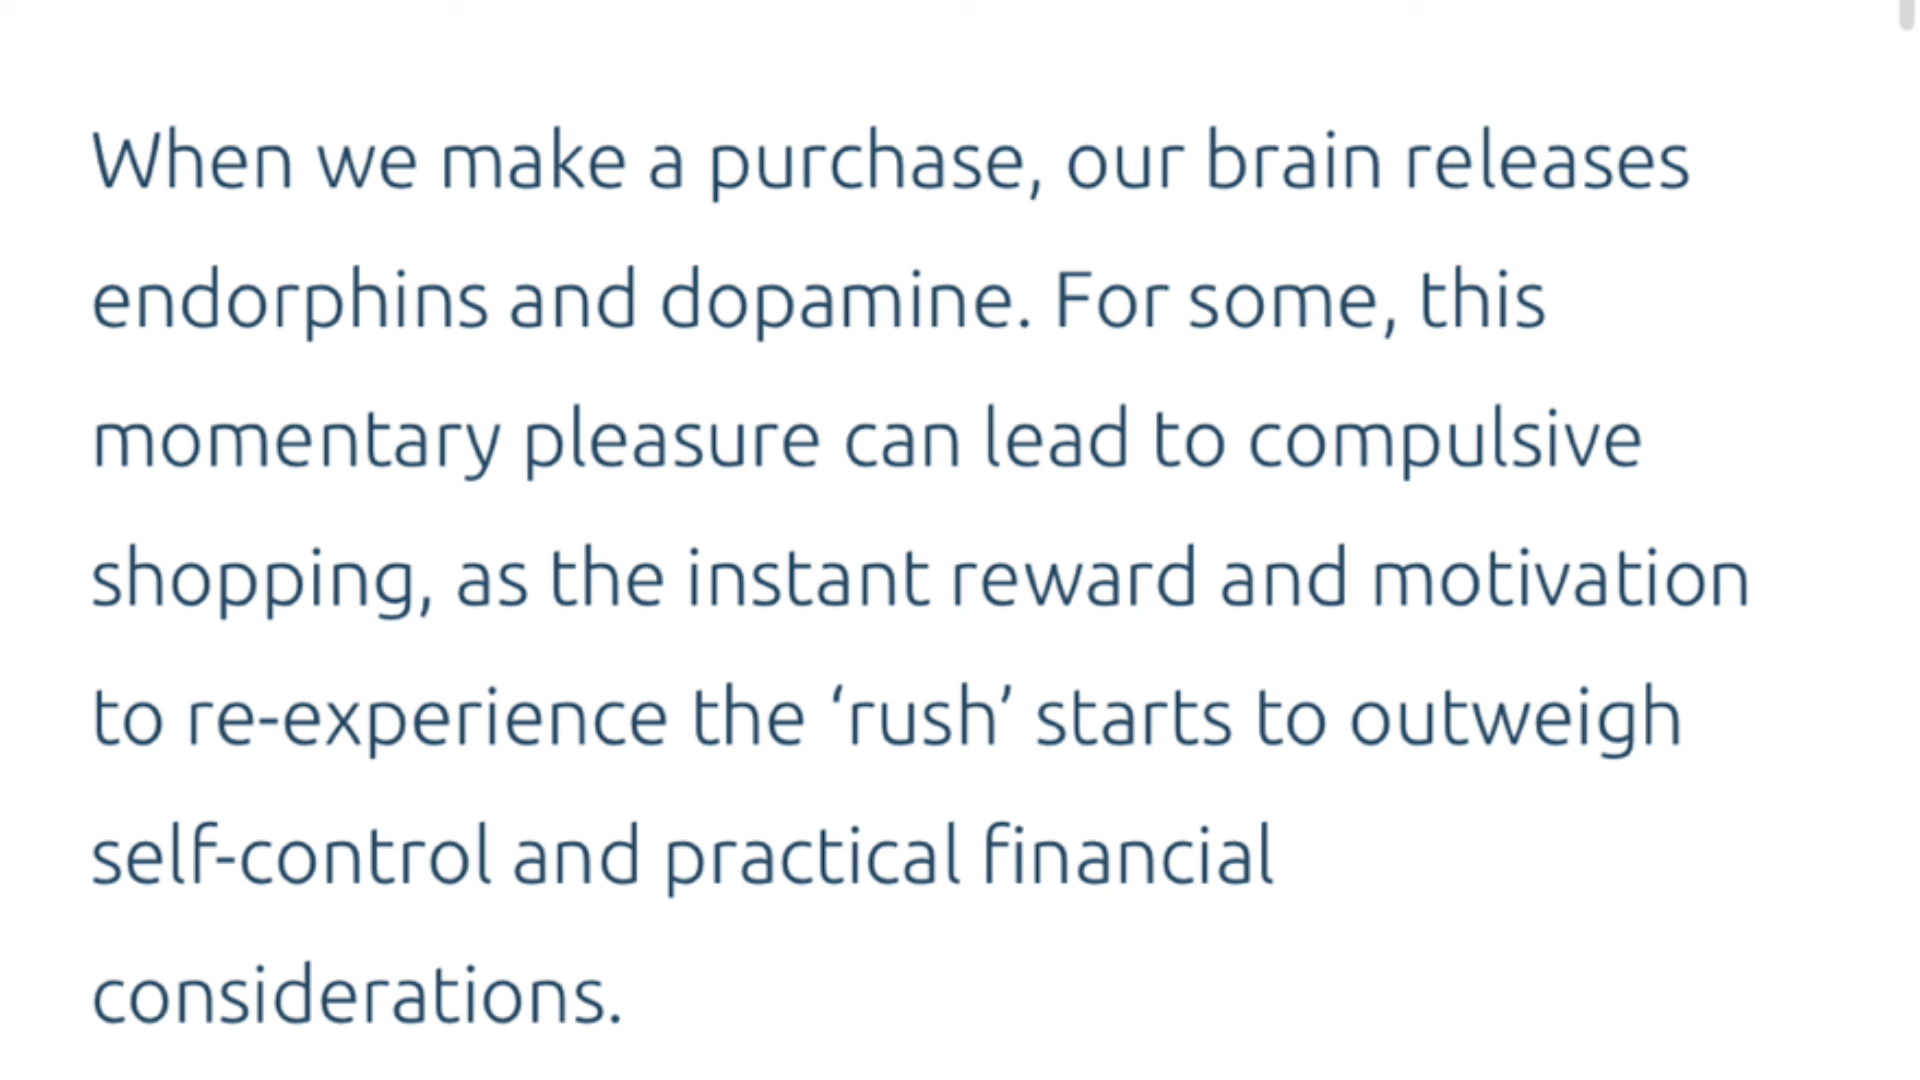 When we make a purchase, our brain releases
endorphins and dopamine. For some, this
momentary pleasure can lead to compulsive
shopping, as the instant reward and motivation
to re-experience the ‘rush’ starts to outweigh
self-control and practical financial
considerations.